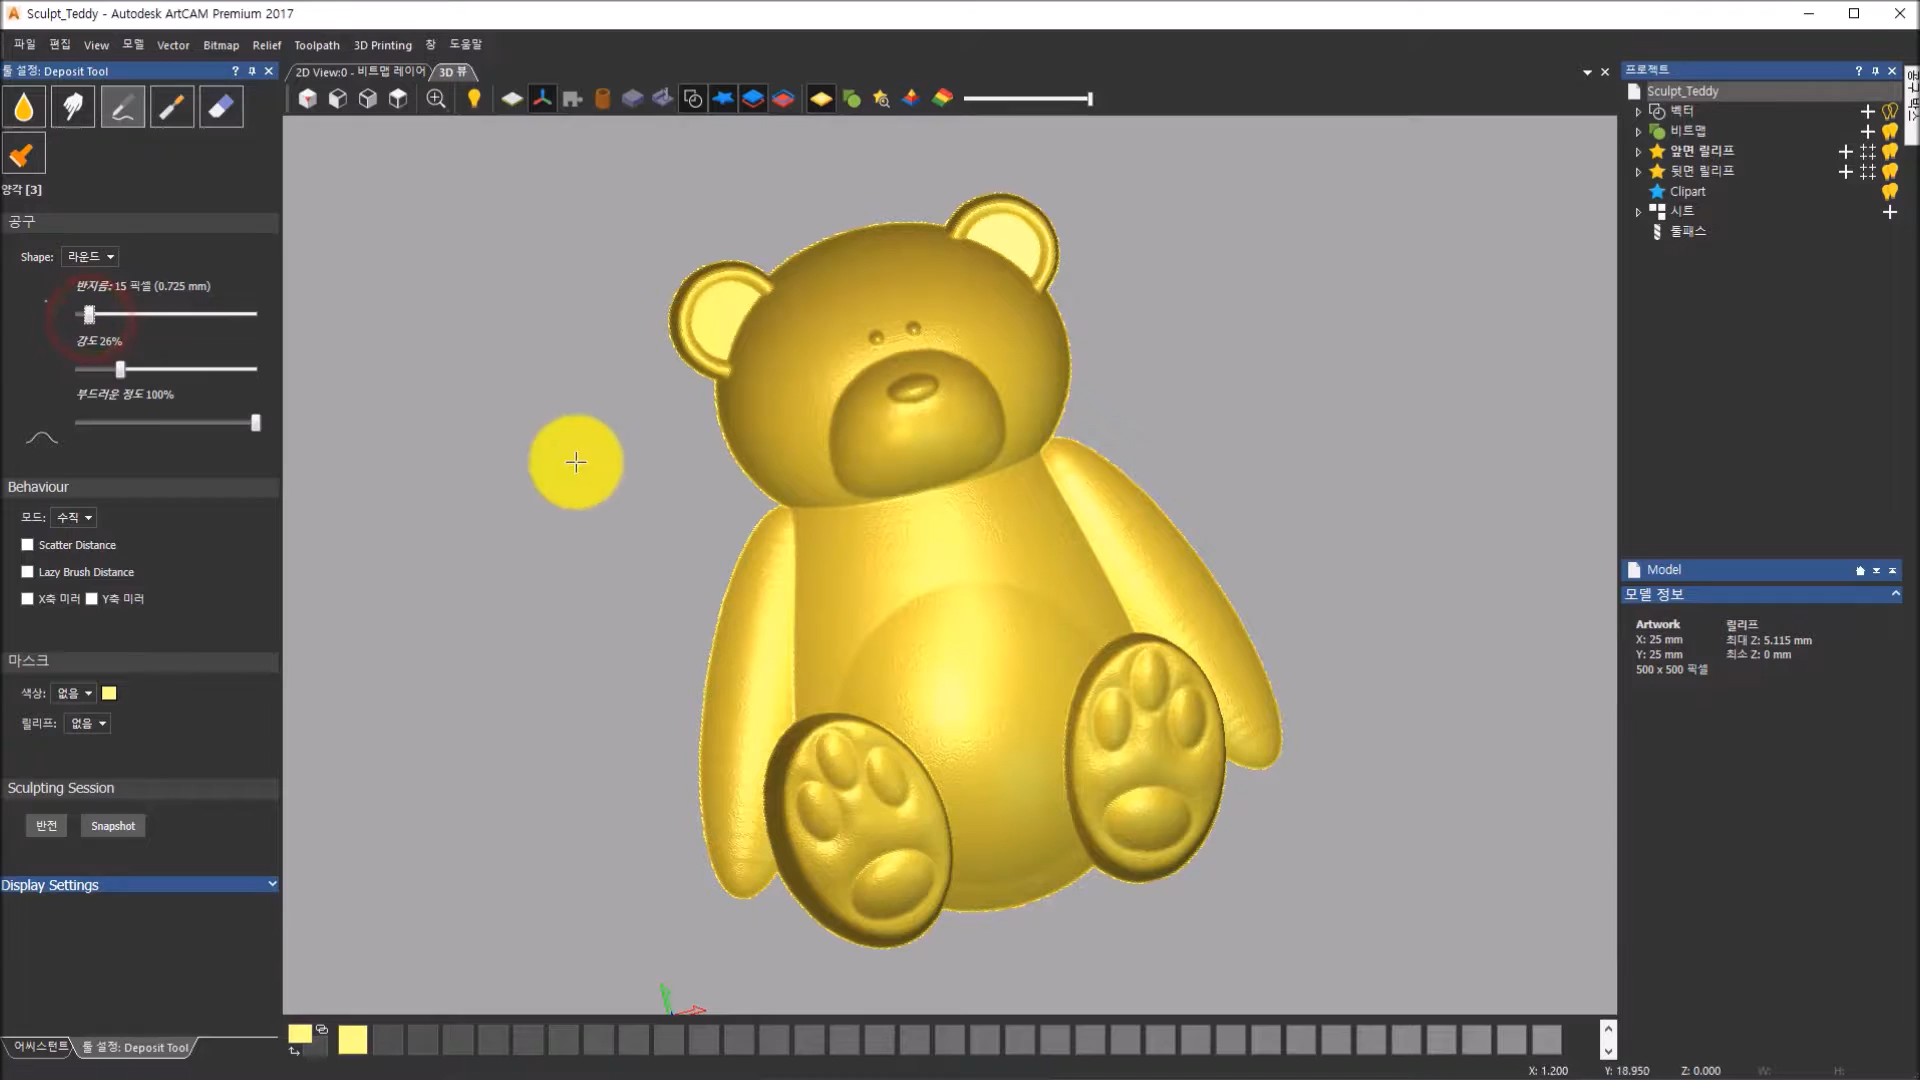 Sculpt_Teddy - Autodesk ArtCAM Premium 2017
파일 편집 View 모델 Vector Bitmap Relief Toolpath 3D Printing 창 도움말
툴 설정: Deposit Tool
2D View:0 - 비트맵 레이어 3D 뷰
양각 [3]
공구
Shape: 라운드
반지름: 15 픽셀 (0.725 mm)
강도 26%
부드러운 정도 100%
Behaviour
모드: 수직
Scatter Distance
Lazy Brush Distance
X축 미러 Y축 미러
마스크
색상: 없음
릴리프: 없음
Sculpting Session
반전 Snapshot
Display Settings
어씨스턴트 툴 설정: Deposit Tool
프로젝트
Sculpt_Teddy
벡터
비트맵
앞면 릴리프
뒷면 릴리프
Clipart
시트
툴패스
Model
모델 정보
Artwork 릴리프
X: 25 mm 최대 Z: 5.115 mm
Y: 25 mm 최소 Z: 0 mm
500 x 500 픽셀
X: 1.200 Y: 18.950 Z: 0.000 W: H: